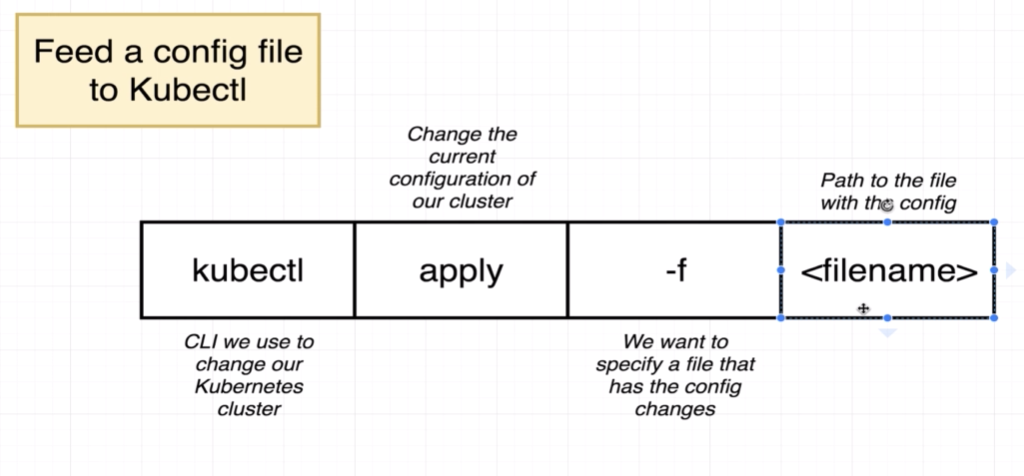 Feed a config file
to Kubectl
Change the
current
configuration of
our cluster
Path to the file
with the config
kubectl
apply
-f
<filename>
CLI we use to
change our
Kubernetes
cluster
We want to
specify a file that
has the config
changes